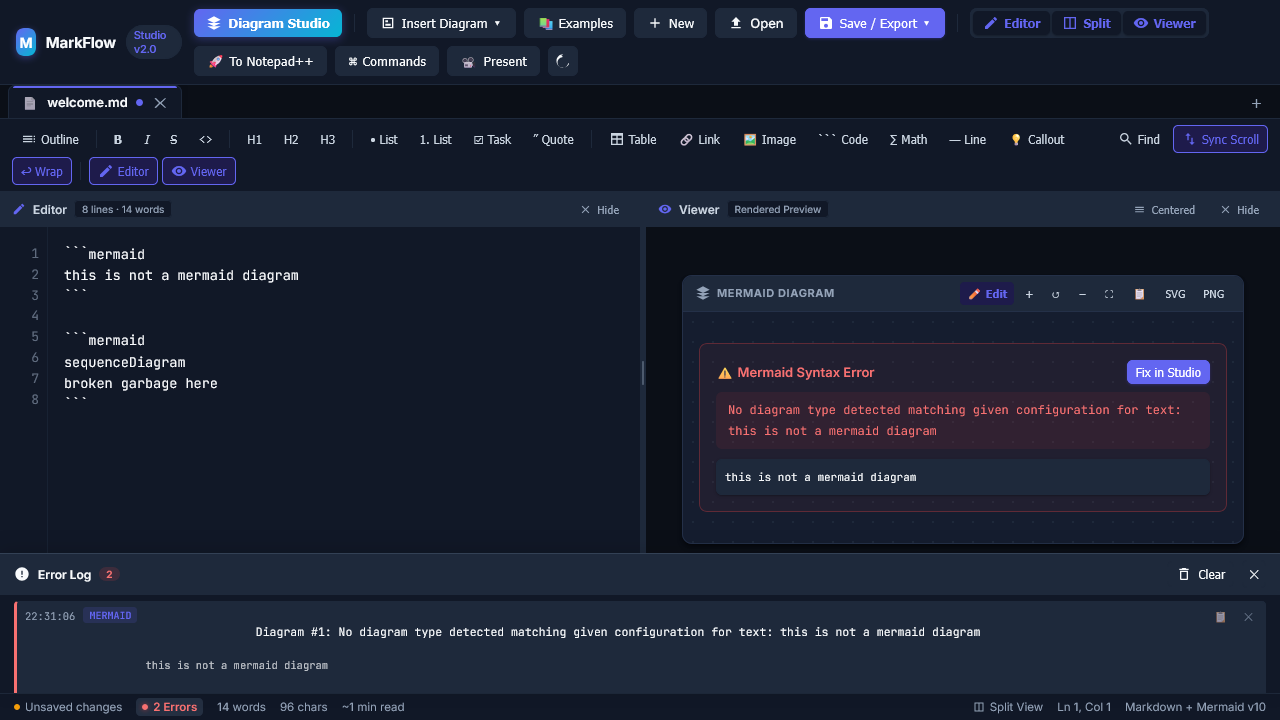 M MarkFlow Studio v2.0
Diagram Studio Insert Diagram ▾ Examples + New Open Save / Export ▾ Editor Split Viewer
To Notepad++ ⌘ Commands Present
welcome.md
Outline B I S <> H1 H2 H3 • List 1. List ☑ Task " Quote Table Link Image ``` Code Σ Math — Line Callout Find Sync Scroll
↩ Wrap Editor Viewer
Editor 8 lines · 14 words Hide
Viewer Rendered Preview Centered Hide
1 ```mermaid
2 this is not a mermaid diagram
3 ```
4
5 ```mermaid
6 sequenceDiagram
7 broken garbage here
8 ```
MERMAID DIAGRAM Edit + ↺ − SVG PNG
Mermaid Syntax Error Fix in Studio
No diagram type detected matching given configuration for text:
this is not a mermaid diagram
this is not a mermaid diagram
Error Log 2 Clear
22:31:06 MERMAID
Diagram #1: No diagram type detected matching given configuration for text: this is not a mermaid diagram
this is not a mermaid diagram
Unsaved changes 2 Errors 14 words 96 chars ~1 min read Split View Ln 1, Col 1 Markdown + Mermaid v10